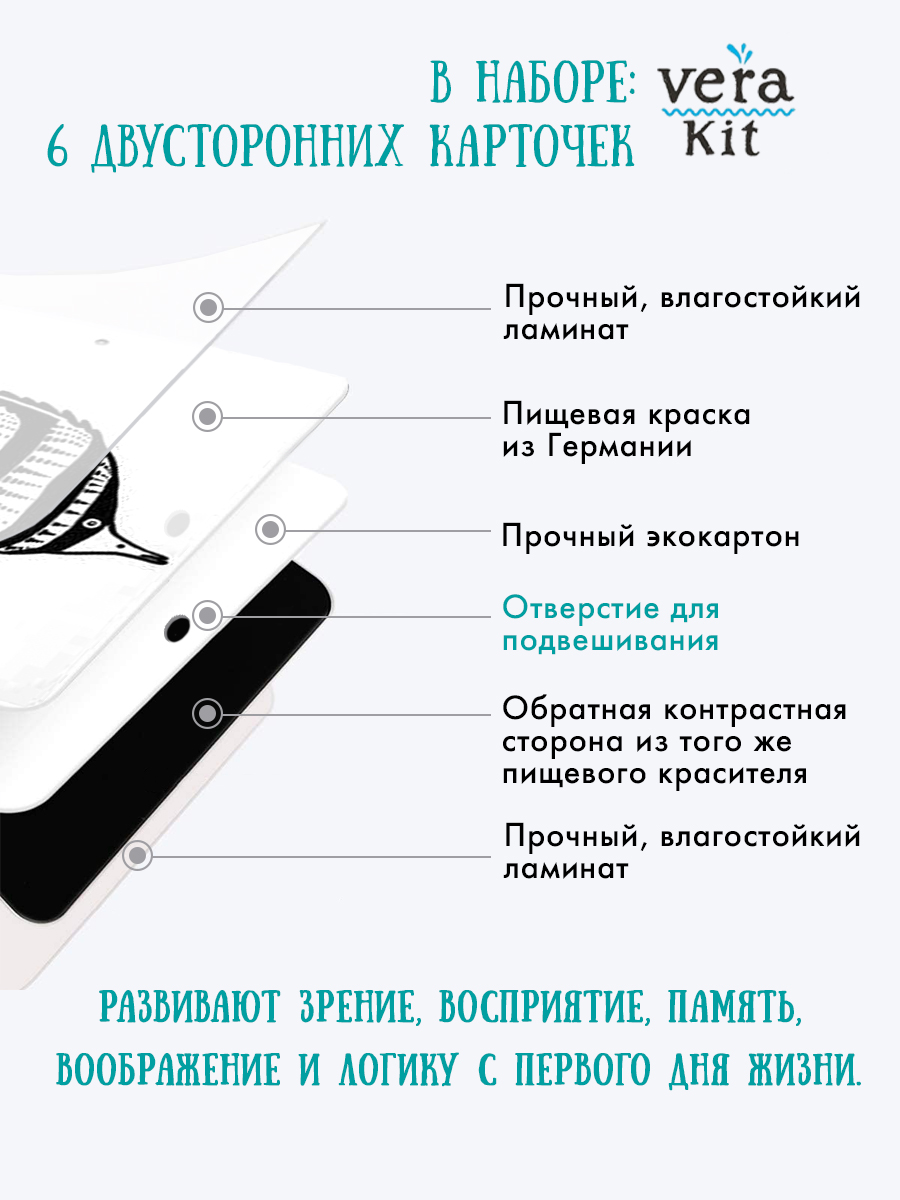 В НАБОРЕ:
6 ДВУСТОРОННИХ КАРТОЧЕК
vera
Kit
Прочный, влагостойкий
ламинат
Пищевая краска
из Германии
Прочный экокартон
Отверстие для
подвешивания
Обратная контрастная
сторона из того же
пищевого красителя
Прочный, влагостойкий
ламинат
РАЗВИВАЮТ ЗРЕНИЕ, ВОСПРИЯТИЕ, ПАМЯТЬ,
ВООБРАЖЕНИЕ И ЛОГИКУ С ПЕРВОГО ДНЯ ЖИЗНИ.